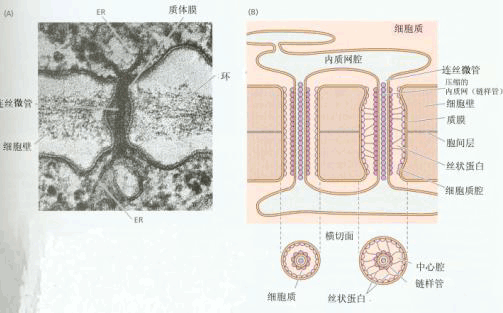 (A)
ER
质体膜
环
连丝微管
细胞壁
ER
(B)
细胞质
内质网腔
连丝微管
压缩的
内质网（链样管）
细胞壁
质膜
胞间层
丝状蛋白
细胞质腔
横切面
中心腔
链样管
细胞质
丝状蛋白